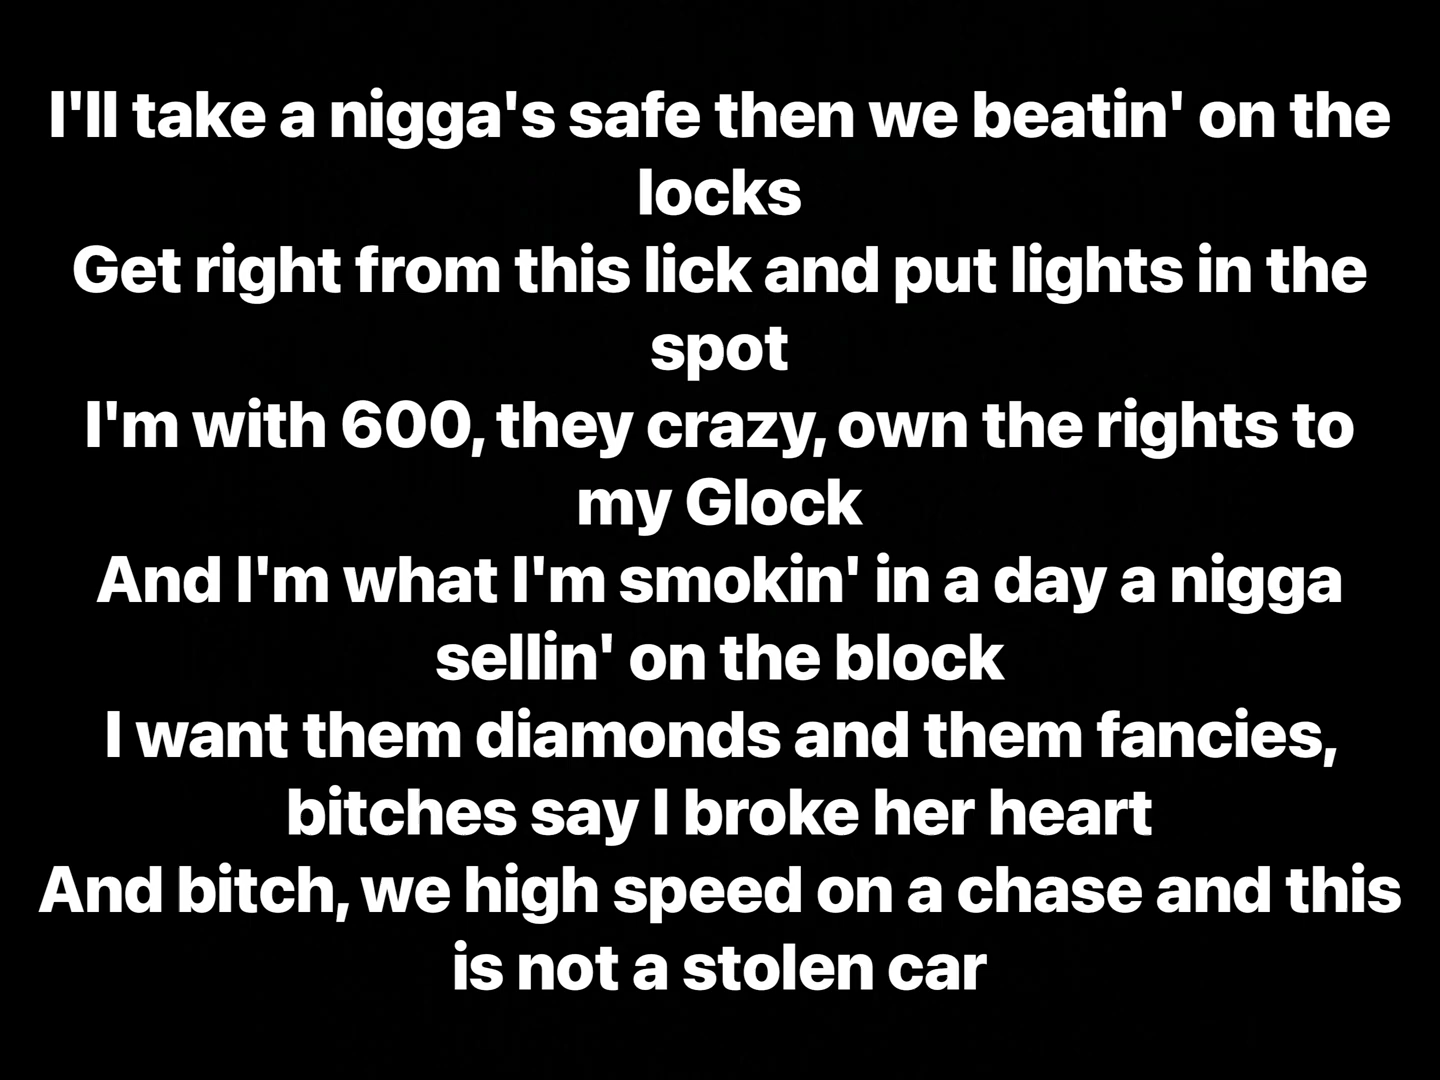 I'll take a nigga's safe then we beatin' on the
locks
Get right from this lick and put lights in the
spot
I'm with 600, they crazy, own the rights to
my Glock
And I'm what I'm smokin' in a day a nigga
sellin' on the block
I want them diamonds and them fancies,
bitches say I broke her heart
And bitch, we high speed on a chase and this
is not a stolen car